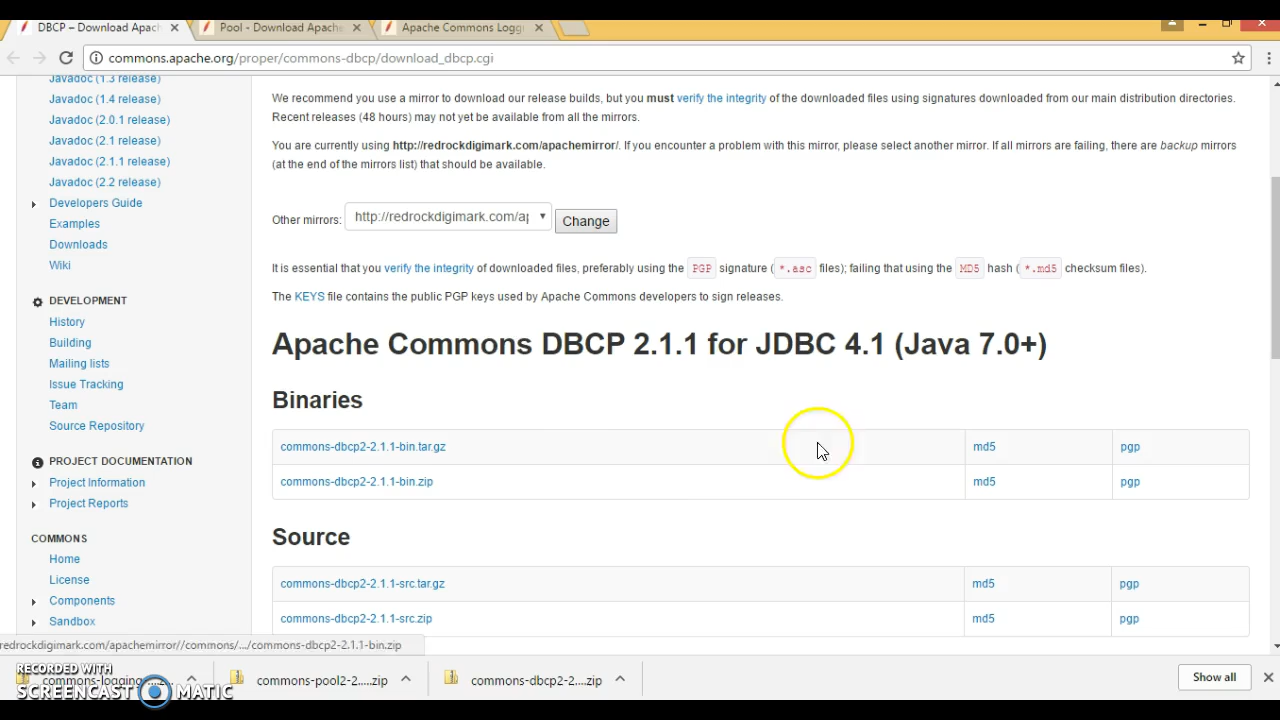 DBCP – Download Apach
Pool - Download Apache
Apache Commons Loggi
commons.apache.org/proper/commons-dbcp/download_dbcp.cgi
Javadoc (1.3 release)
Javadoc (1.4 release)
Javadoc (2.0.1 release)
Javadoc (2.1 release)
Javadoc (2.1.1 release)
Javadoc (2.2 release)
Developers Guide
Examples
Downloads
Wiki
DEVELOPMENT
History
Building
Mailing lists
Issue Tracking
Team
Source Repository
PROJECT DOCUMENTATION
Project Information
Project Reports
COMMONS
Home
License
Components
Sandbox
We recommend you use a mirror to download our release builds, but you must verify the integrity of the downloaded files using signatures downloaded from our main distribution directories.
Recent releases (48 hours) may not yet be available from all the mirrors.
You are currently using http://redrockdigimark.com/apachemirror/. If you encounter a problem with this mirror, please select another mirror. If all mirrors are failing, there are backup mirrors
(at the end of the mirrors list) that should be available.
Other mirrors: http://redrockdigimark.com/ap Change
It is essential that you verify the integrity of downloaded files, preferably using the PGP signature (*.asc files); failing that using the MD5 hash (*.md5 checksum files).
The KEYS file contains the public PGP keys used by Apache Commons developers to sign releases.
Apache Commons DBCP 2.1.1 for JDBC 4.1 (Java 7.0+)
Binaries
commons-dbcp2-2.1.1-bin.tar.gz md5 pgp
commons-dbcp2-2.1.1-bin.zip md5 pgp
Source
commons-dbcp2-2.1.1-src.tar.gz md5 pgp
commons-dbcp2-2.1.1-src.zip md5 pgp
redrockdigimark.com/apachemirror//commons/.../commons-dbcp2-2.1.1-bin.zip
commons-pool2-2.....zip
commons-dbcp2-2....zip
Show all
RECORDED WITH
SCREENCAST MATIC